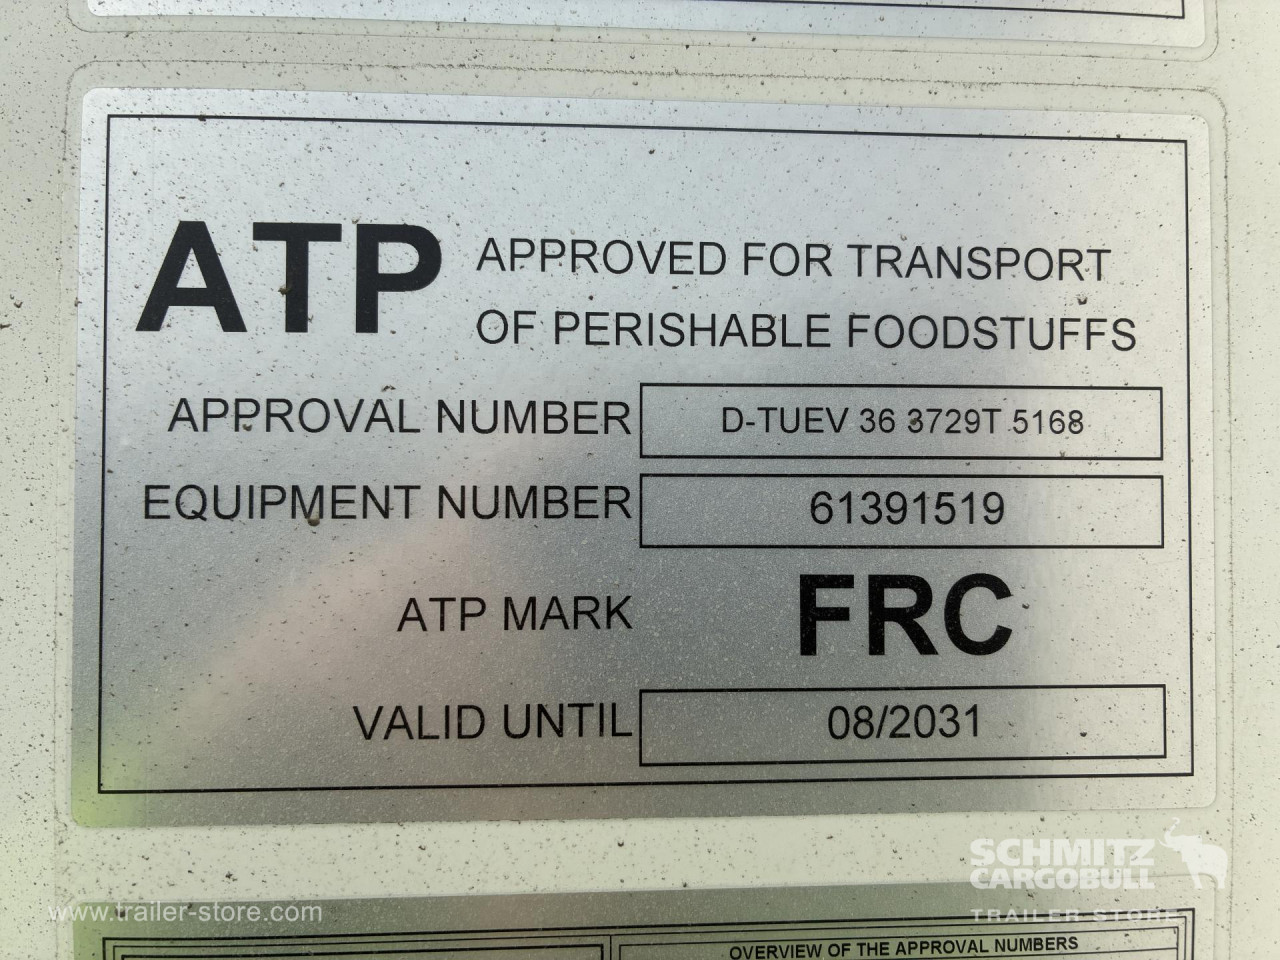 ATP
APPROVED FOR TRANSPORT
OF PERISHABLE FOODSTUFFS
APPROVAL NUMBER D-TUEV 36 3729T 5168
EQUIPMENT NUMBER 61391519
ATP MARK FRC
VALID UNTIL 08/2031
SCHMITZ
CARGOBULL
TRAILER STORE
www.trailer-store.com
OVERVIEW OF THE APPROVAL NUMBERS